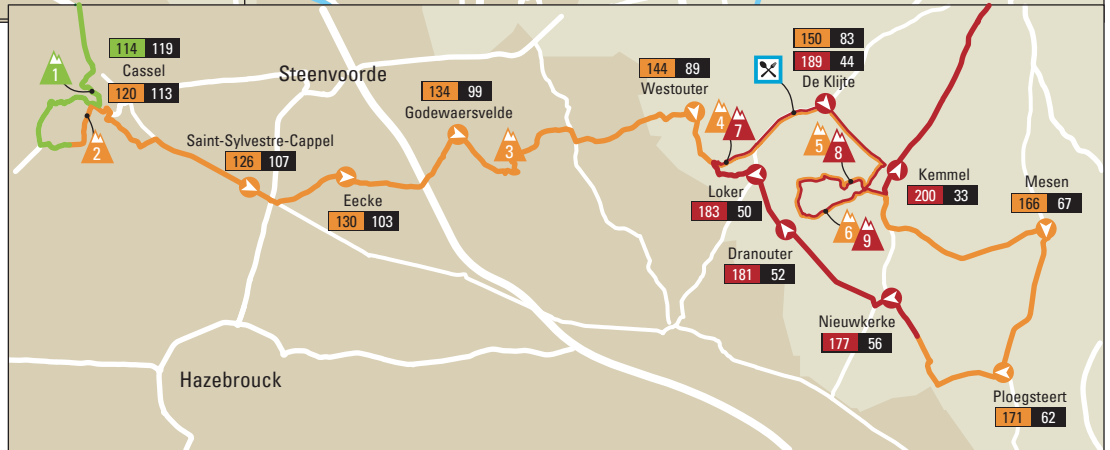 114 119
Cassel
120 113
1
2
Steenvoorde
Saint-Sylvestre-Cappel
126 107
Eecke
130 103
134 99
Godewaersvelde
3
144 89
Westouter
4
7
150 83
189 44
De Klijte
5
8
Loker
183 50
6
9
Kemmel
200 33
Mesen
166 67
Dranouter
181 52
Nieuwkerke
177 56
Ploegsteert
171 62
Hazebrouck